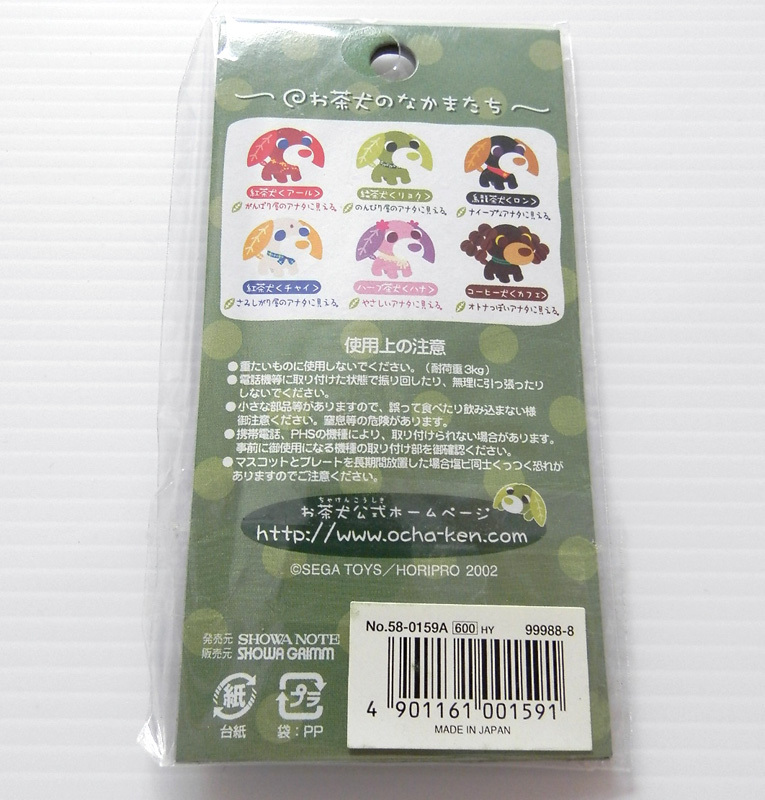 お茶犬のなかまたち
紅茶犬<アール>
がんばり屋のアナタに見える。
緑茶犬<リョク>
のんびり屋のアナタに見える。
烏龍茶犬<ロン>
ナイーブなアナタに見える。
紅茶犬<チャイ>
さみしがり屋のアナタに見える。
ハーブ茶犬<ハナ>
やさしいアナタに見える。
コーヒー犬<カフェ>
オトナっぽいアナタに見える。
使用上の注意
●重たいものに使用しないでください。（耐荷重3kg）
●電話機等に取り付けた状態で振り回したり、無理に引っ張ったり
しないでください。
●小さな部品等がありますので、誤って食べたり飲み込まない様
御注意ください。窒息等の危険があります。
●携帯電話、PHSの機種により、取り付けられない場合があります。
事前に御使用になる機種の取り付け部を御確認ください。
●マスコットとプレートを長期間放置した場合塩ビ同士くっつく恐れが
ありますのでご注意ください。
ちゃけんこうしき
お茶犬公式ホームページ
http://www.ocha-ken.com
©SEGA TOYS／HORIPRO 2002
発売元 SHOWA NOTE
販売元 SHOWA GRIMM
紙
台紙
プラ
袋：PP
No.58-0159A 600 HY 99988-8
4 901161 001591
MADE IN JAPAN